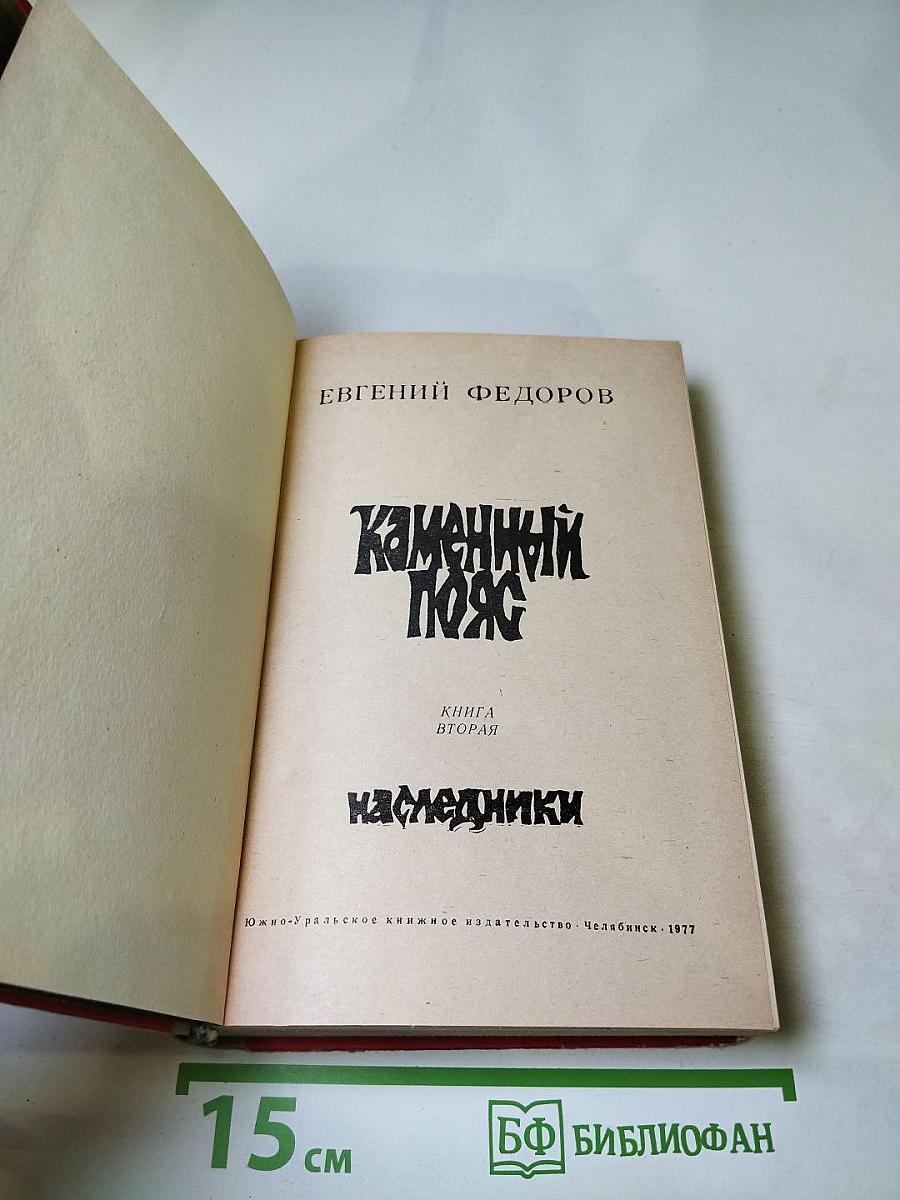 ЕВГЕНИЙ ФЕДОРОВ
каменный
пояс
КНИГА
ВТОРАЯ
наследники
Южно-Уральское книжное издательство · Челябинск · 1977
15 см
БФ БИБЛИОФАН